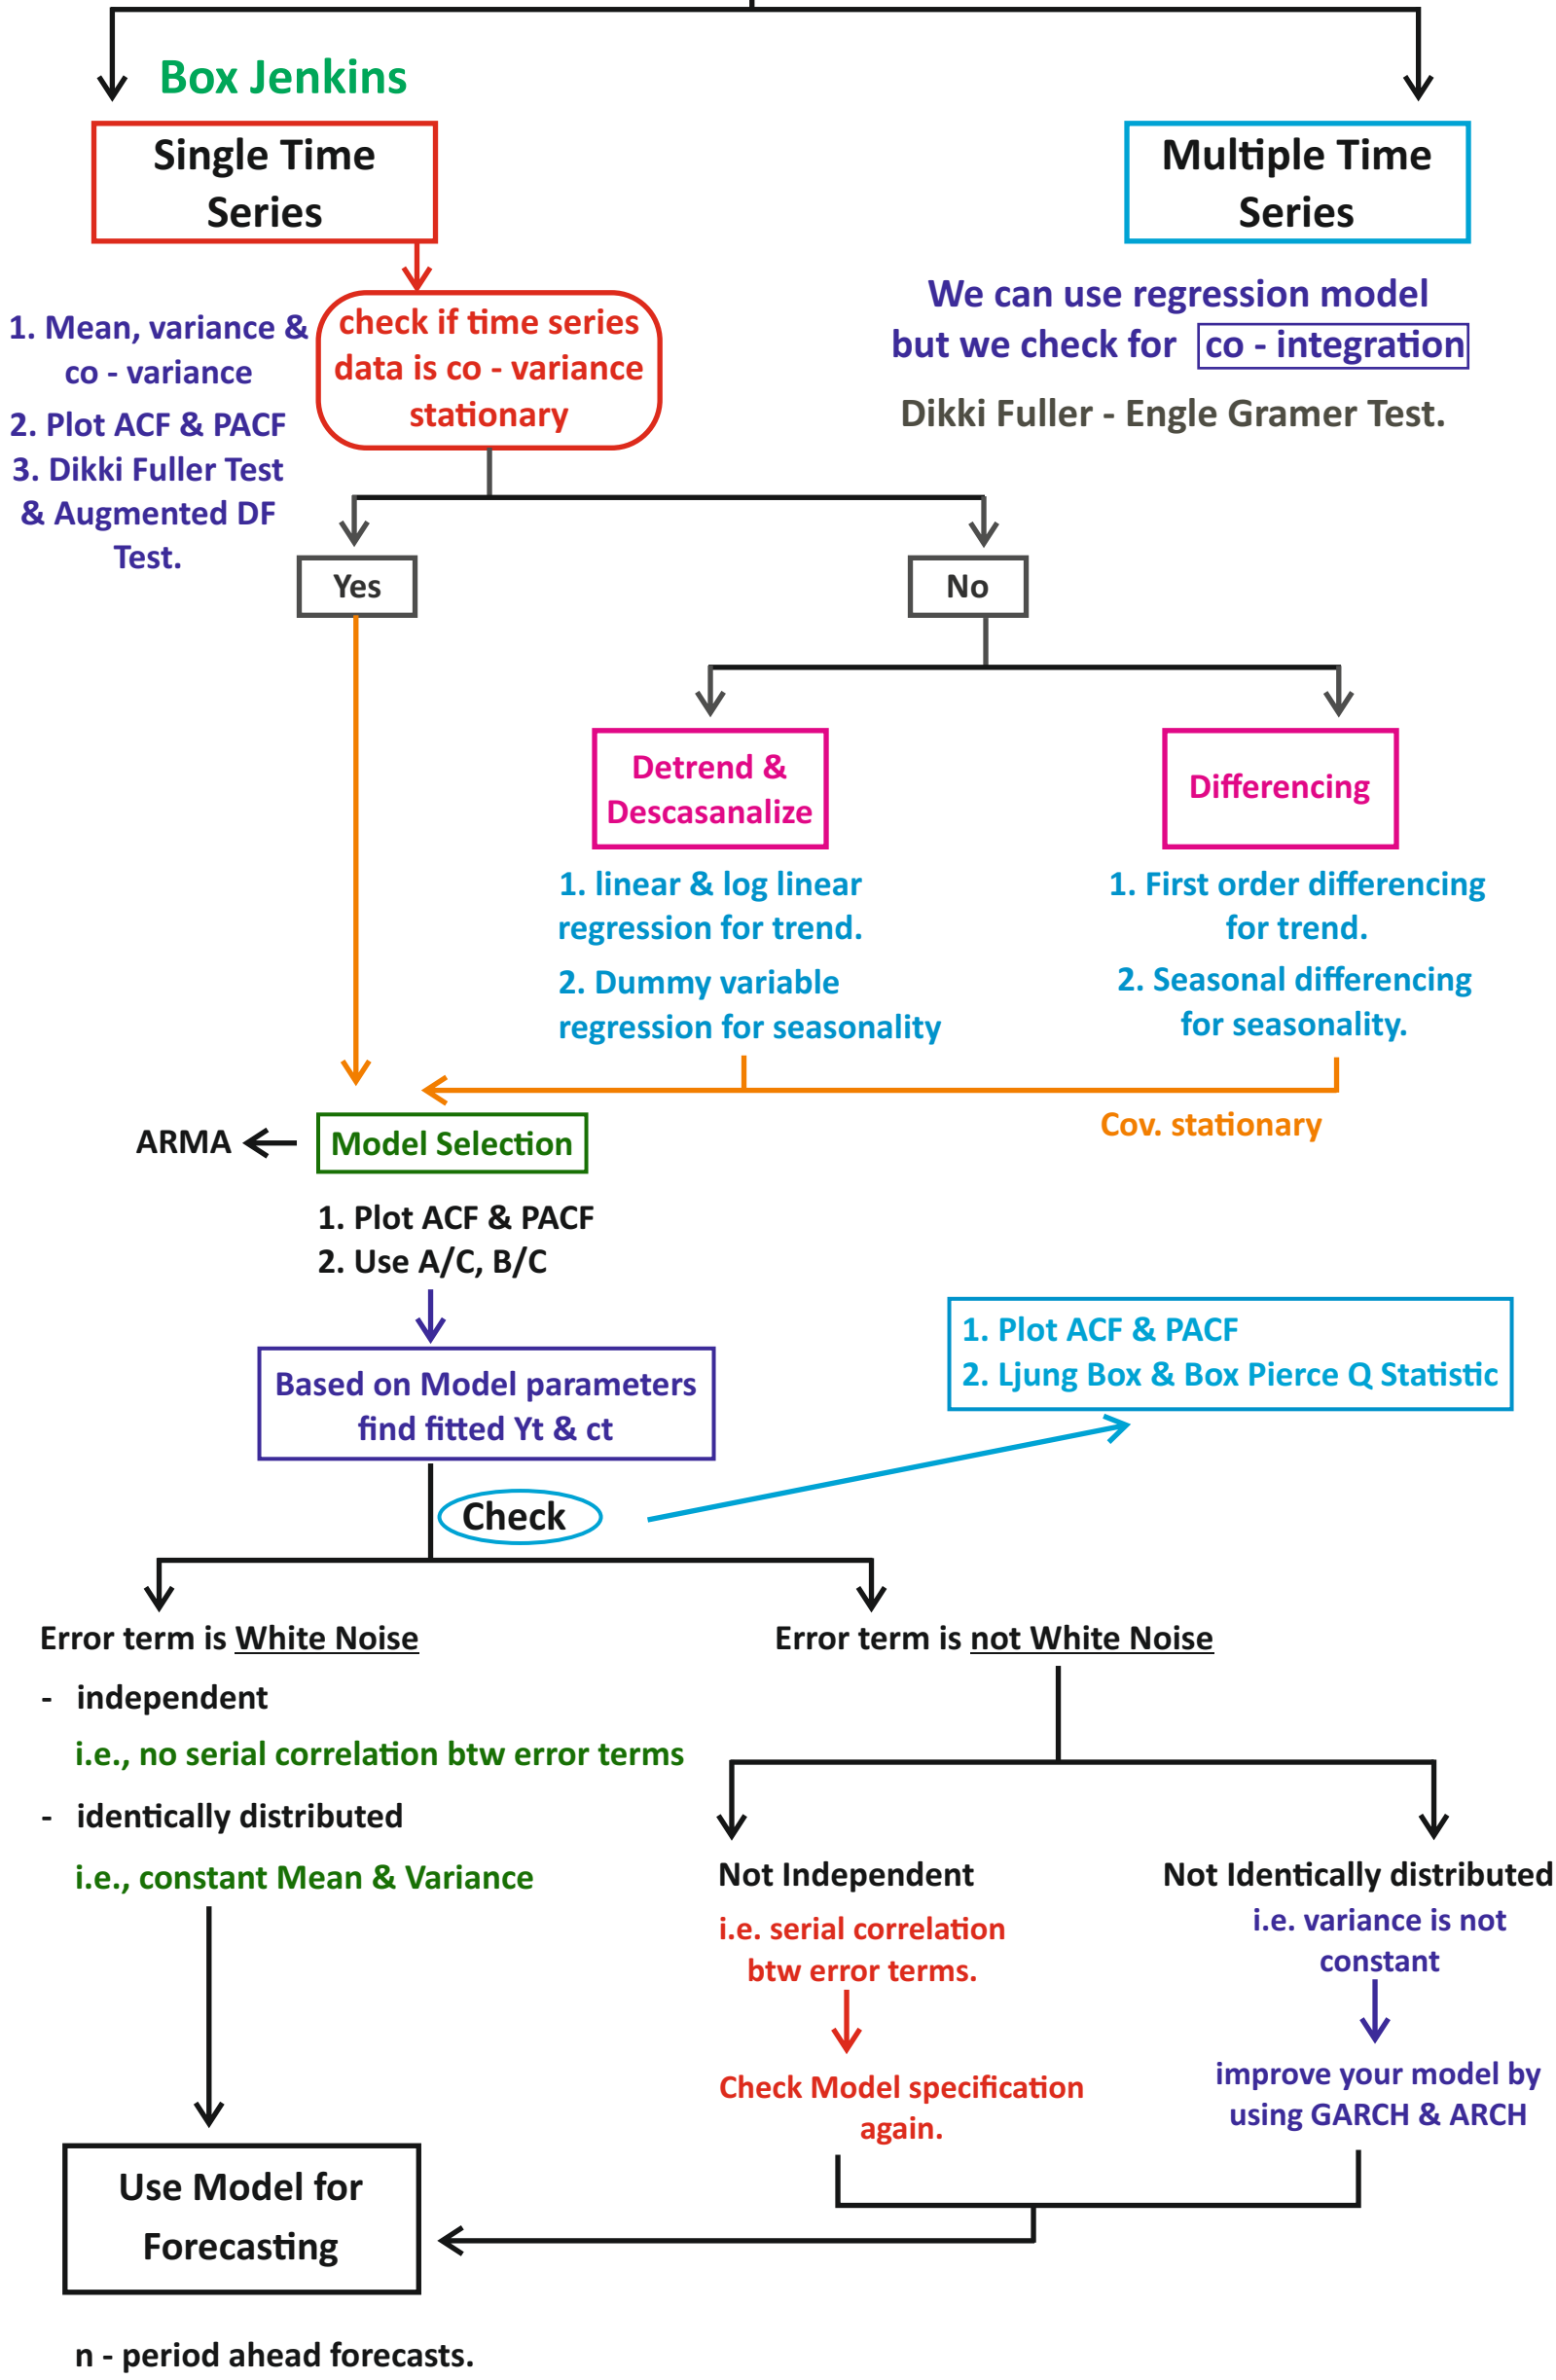 Box Jenkins
Single Time
Series
Multiple Time
Series
1. Mean, variance &
co - variance
2. Plot ACF & PACF
3. Dikki Fuller Test
& Augmented DF
Test.
check if time series
data is co - variance
stationary
We can use regression model
but we check for co - integration
Dikki Fuller - Engle Gramer Test.
Yes
No
Detrend &
Descasanalize
Differencing
1. linear & log linear
regression for trend.
2. Dummy variable
regression for seasonality
1. First order differencing
for trend.
2. Seasonal differencing
for seasonality.
Cov. stationary
ARMA
Model Selection
1. Plot ACF & PACF
2. Use A/C, B/C
Based on Model parameters
find fitted Yt & ct
1. Plot ACF & PACF
2. Ljung Box & Box Pierce Q Statistic
Check
Error term is White Noise
- independent
i.e., no serial correlation btw error terms
- identically distributed
i.e., constant Mean & Variance
Error term is not White Noise
Not Independent
i.e. serial correlation
btw error terms.
Check Model specification
again.
Not Identically distributed
i.e. variance is not
constant
improve your model by
using GARCH & ARCH
Use Model for
Forecasting
n - period ahead forecasts.